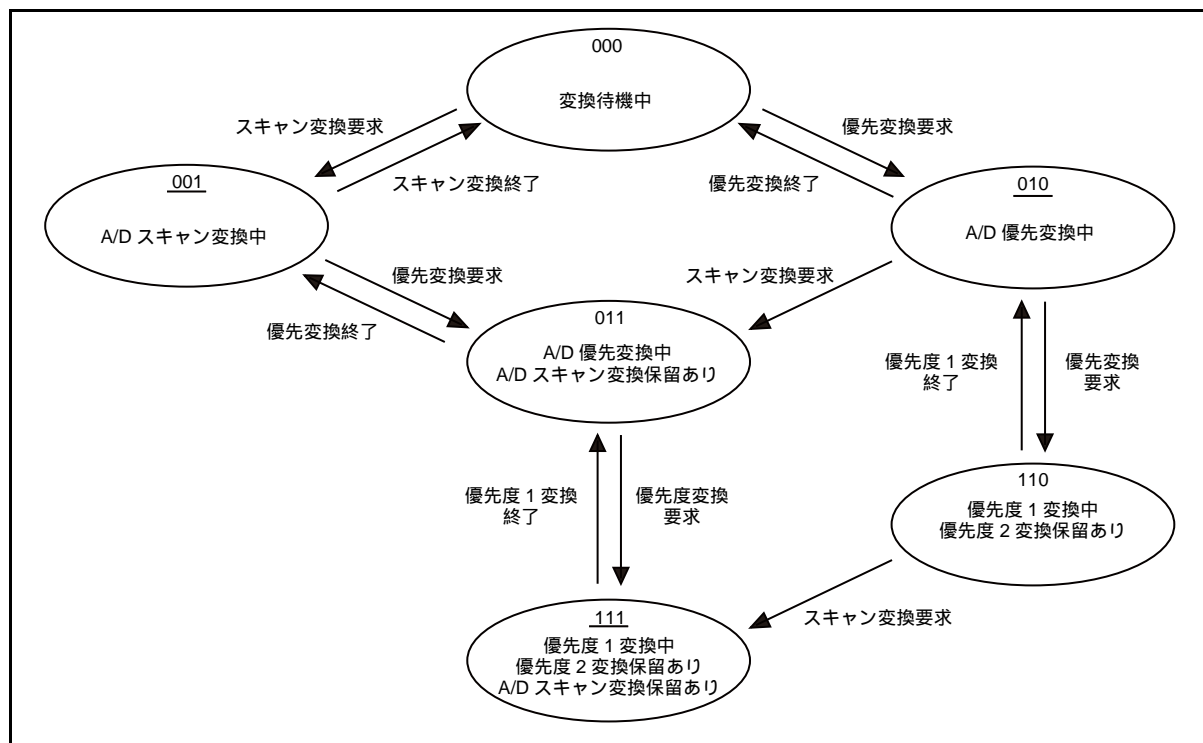 000
変換待機中
スキャン変換要求
優先変換要求
スキャン変換終了
優先変換終了
001
A/D スキャン変換中
010
A/D 優先変換中
優先変換要求
スキャン変換要求
優先変換終了
011
A/D 優先変換中
A/D スキャン変換保留あり
優先度 1 変換
終了
優先変換
要求
110
優先度 1 変換中
優先度 2 変換保留あり
優先度 1 変換
終了
優先度変換
要求
スキャン変換要求
111
優先度 1 変換中
優先度 2 変換保留あり
A/D スキャン変換保留あり